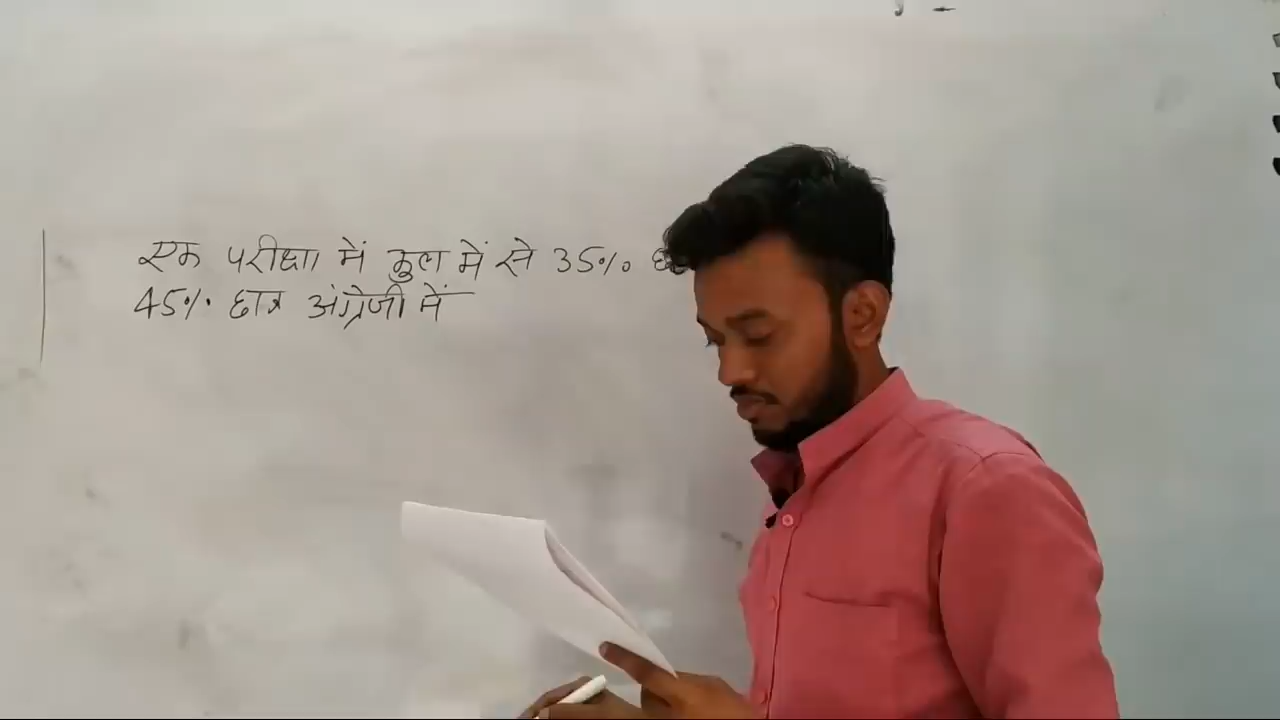 एक परीक्षा में कुल में से 35%
45% छात्र अंग्रेजी में